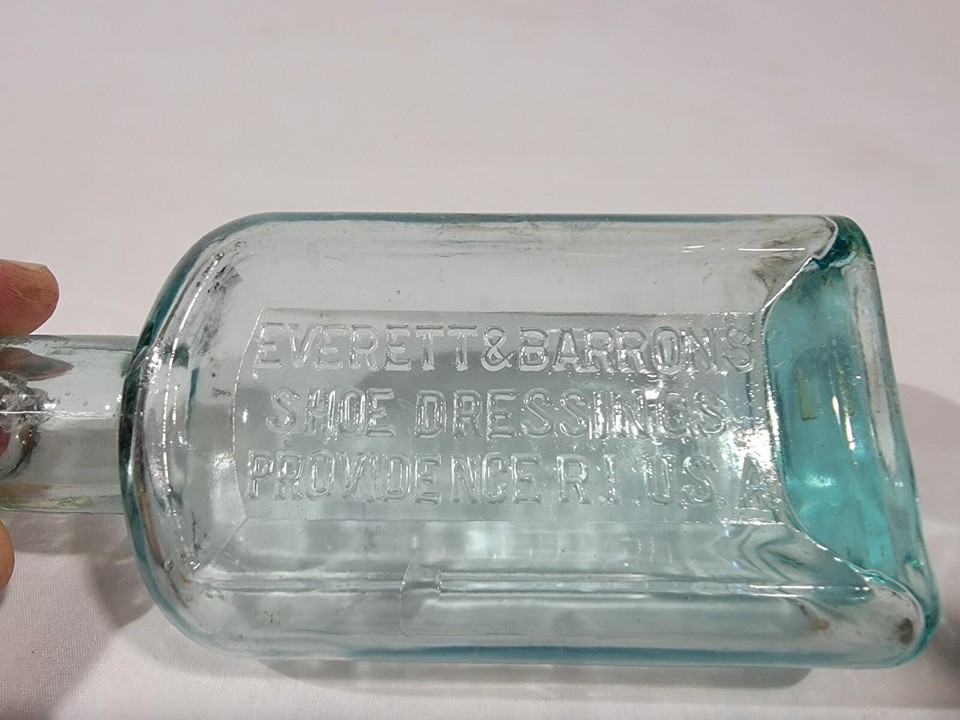 EVERETT & BARRON'S
SHOE DRESSINGS
PROVIDENCE R.I. U.S.A.